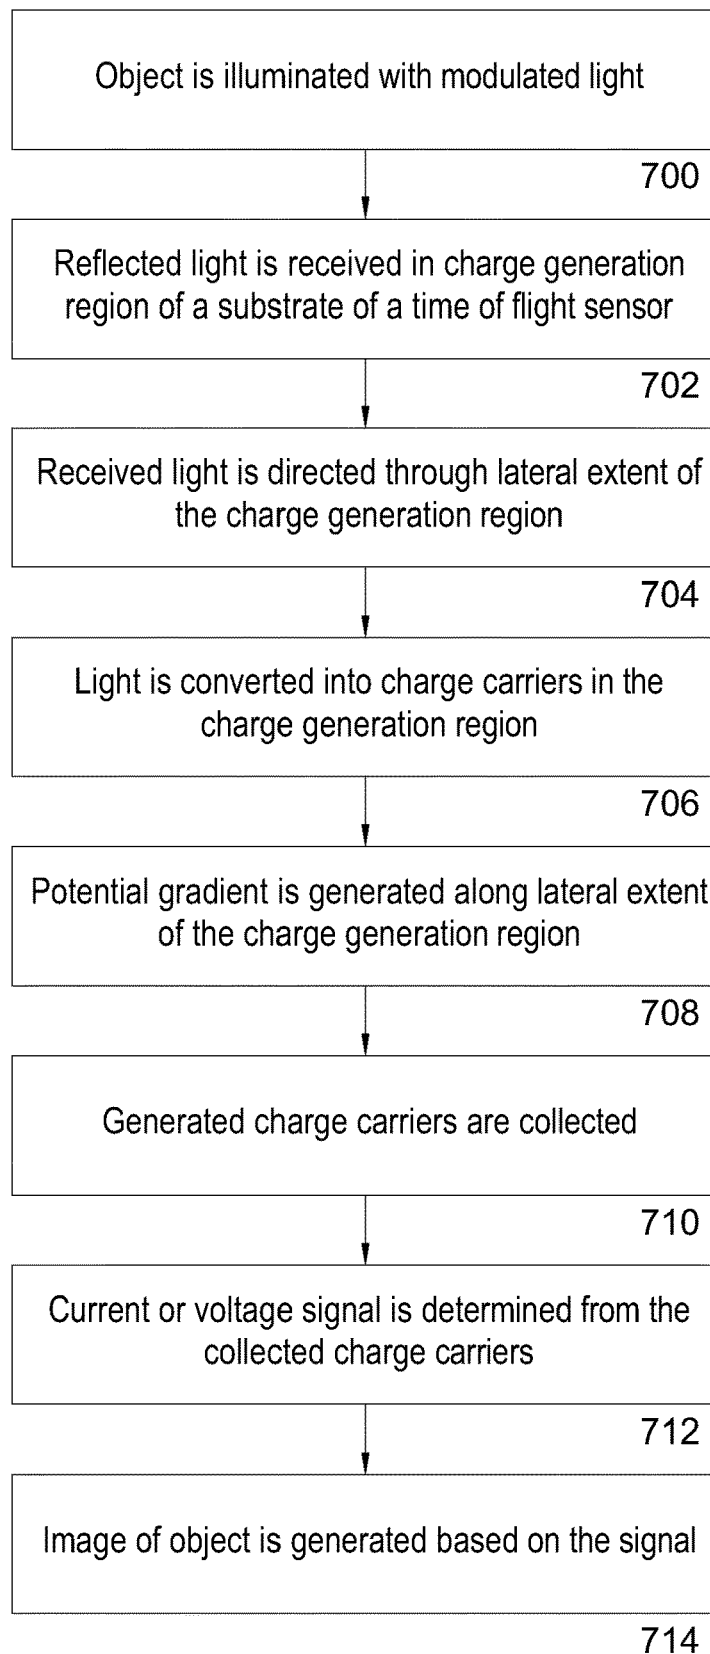 Object is illuminated with modulated light
700
Reflected light is received in charge generation
region of a substrate of a time of flight sensor
702
Received light is directed through lateral extent of
the charge generation region
704
Light is converted into charge carriers in the
charge generation region
706
Potential gradient is generated along lateral extent
of the charge generation region
708
Generated charge carriers are collected
710
Current or voltage signal is determined from the
collected charge carriers
712
Image of object is generated based on the signal
714